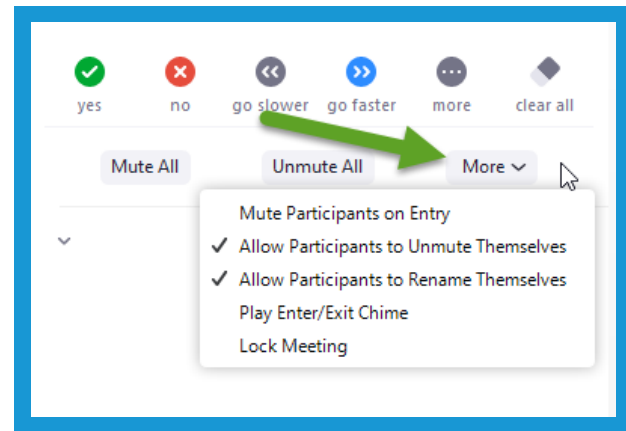 yes no go slower go faster more clear all
Mute All Unmute All More
Mute Participants on Entry
Allow Participants to Unmute Themselves
Allow Participants to Rename Themselves
Play Enter/Exit Chime
Lock Meeting